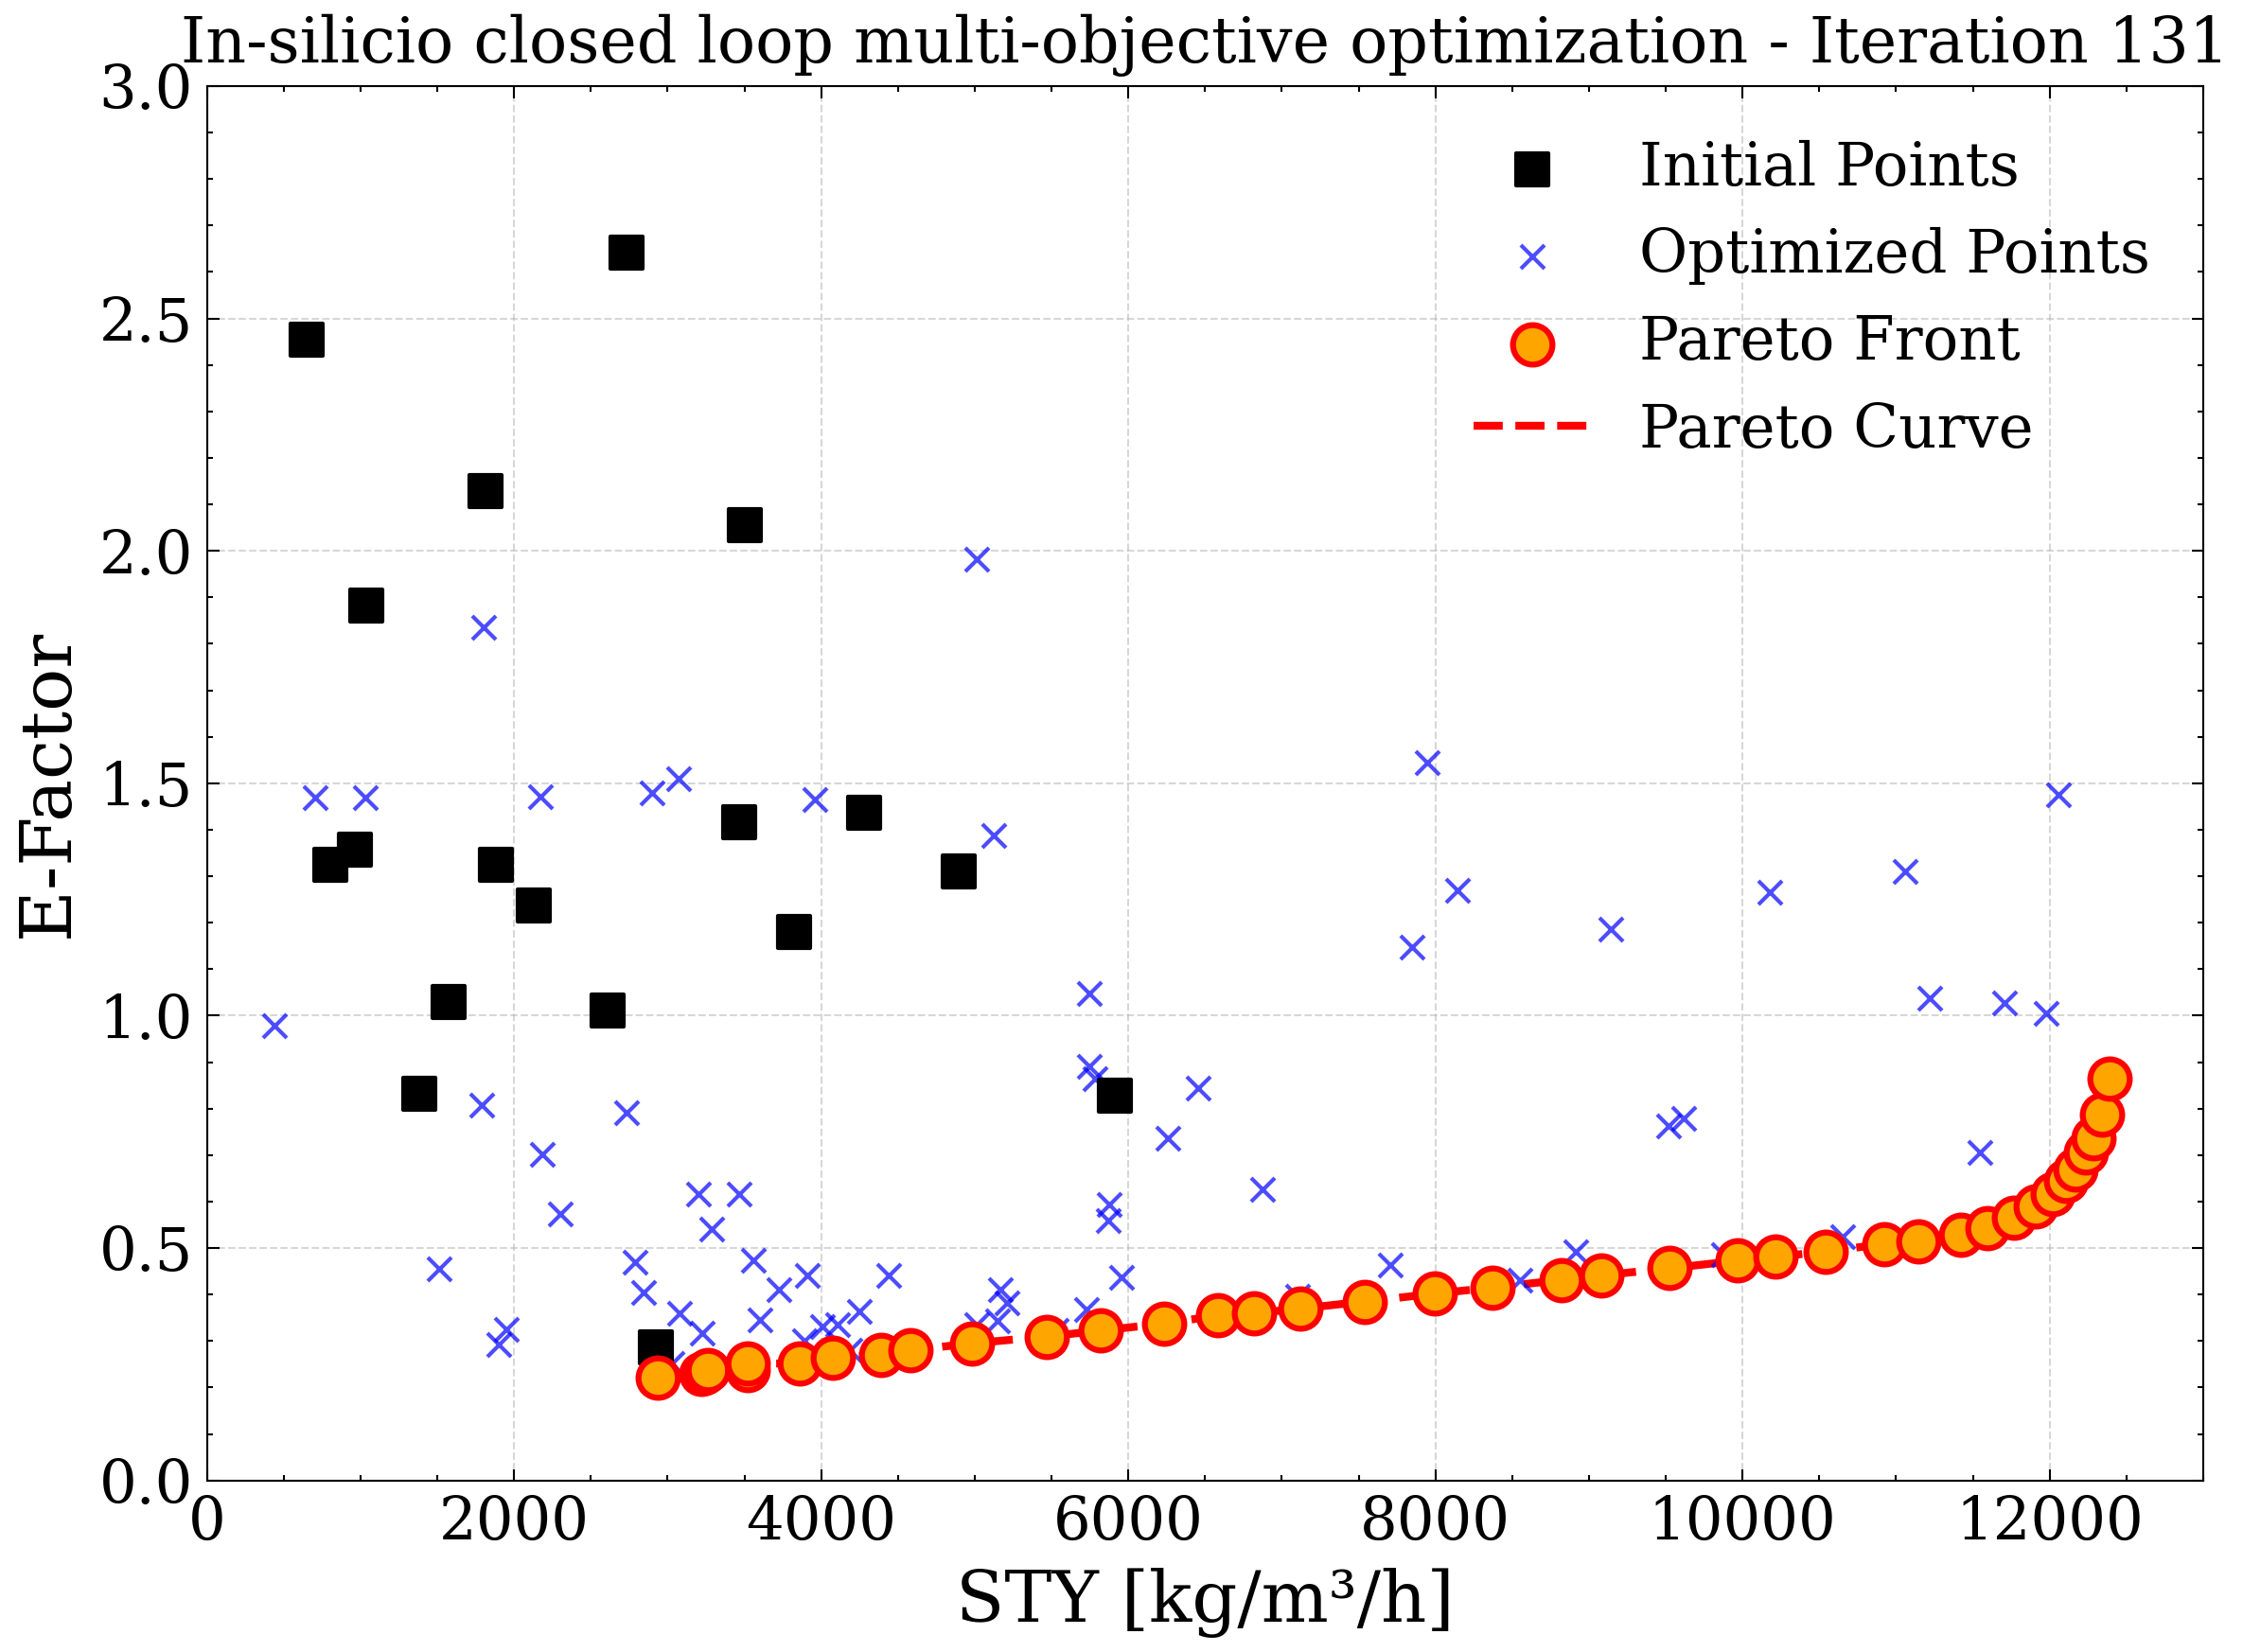 In-silicio closed loop multi-objective optimization - Iteration 131
3.0
2.5
2.0
1.5
1.0
0.5
0.0
E-Factor
Initial Points
Optimized Points
Pareto Front
Pareto Curve
0 2000 4000 6000 8000 10000 12000
STY [kg/m³/h]